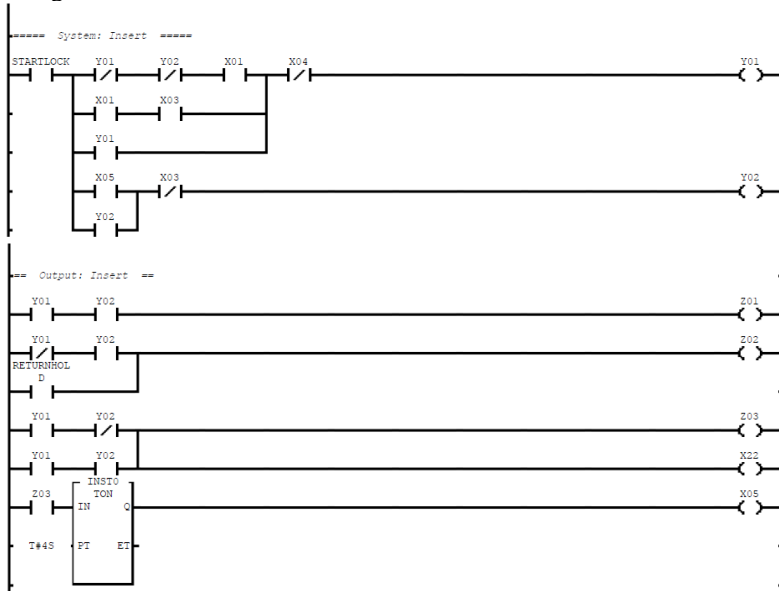 ===== System: Insert =====
STARTLOCK Y01 Y02 X01 X04 Y01
X01 X03
Y01
X05 X03 Y02
Y02
== Output: Insert ==
Y01 Y02 Z01
Y01 Y02 Z02
RETURNHOL
D
Y01 Y02 Z03
Y01 Y02 X22
INST0
Z03 TON X05
IN Q
T#4S PT ET